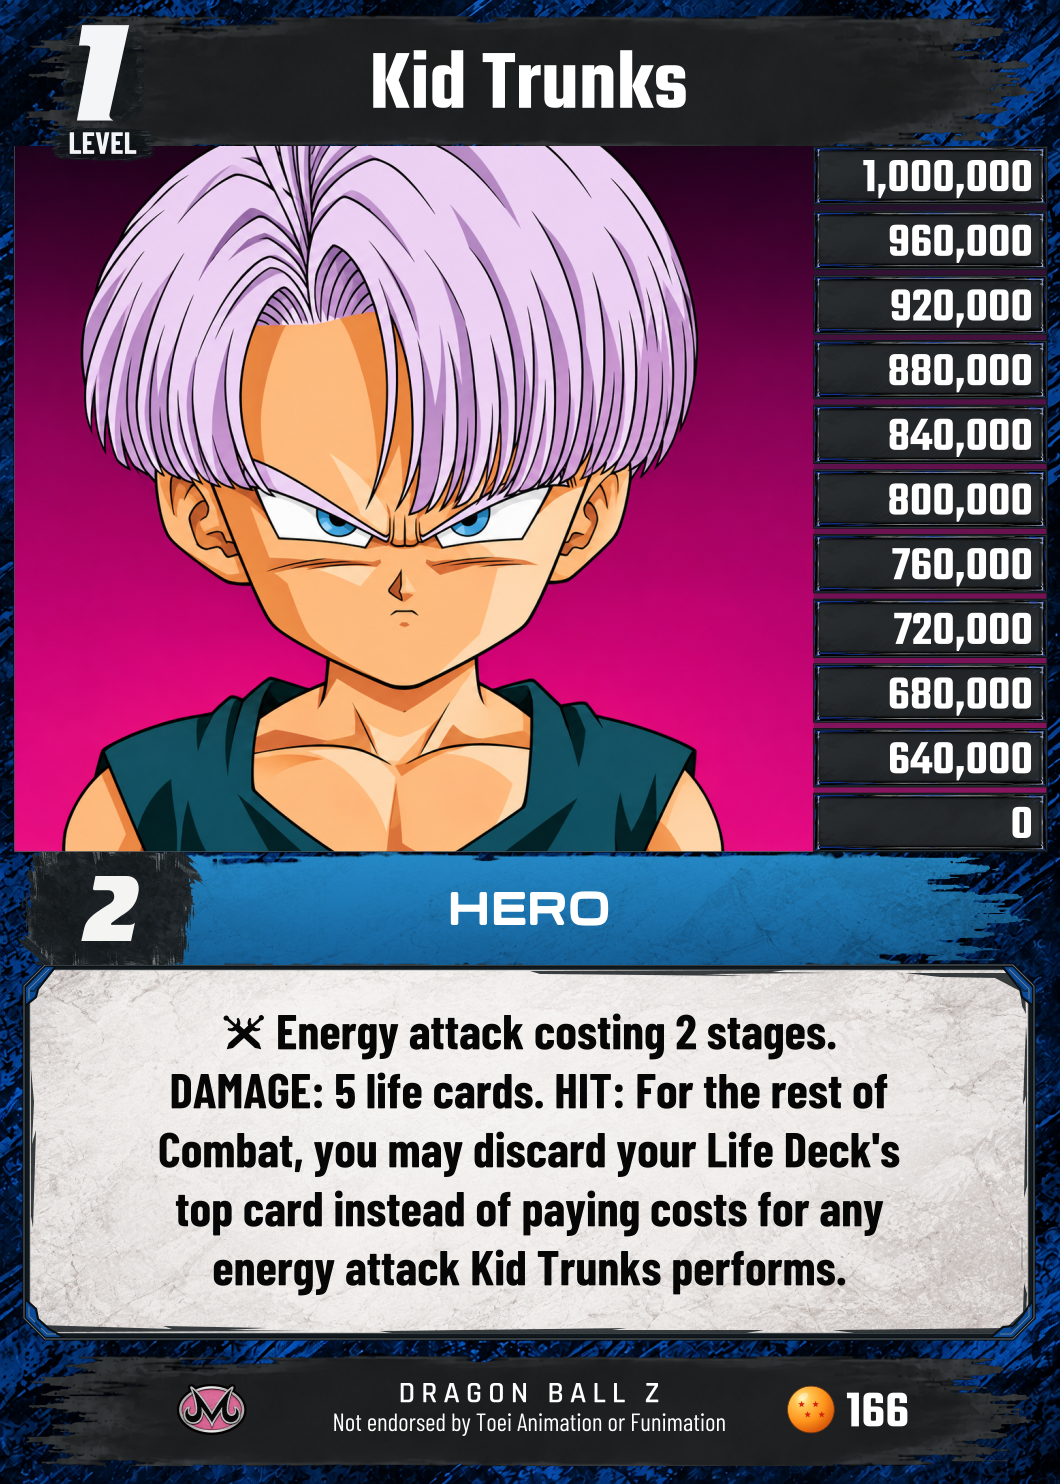 1
LEVEL
Kid Trunks
1,000,000
960,000
920,000
880,000
840,000
800,000
760,000
720,000
680,000
640,000
0
2
HERO
Energy attack costing 2 stages.
DAMAGE: 5 life cards. HIT: For the rest of
Combat, you may discard your Life Deck's
top card instead of paying costs for any
energy attack Kid Trunks performs.
M
DRAGON BALL Z
Not endorsed by Toei Animation or Funimation
166